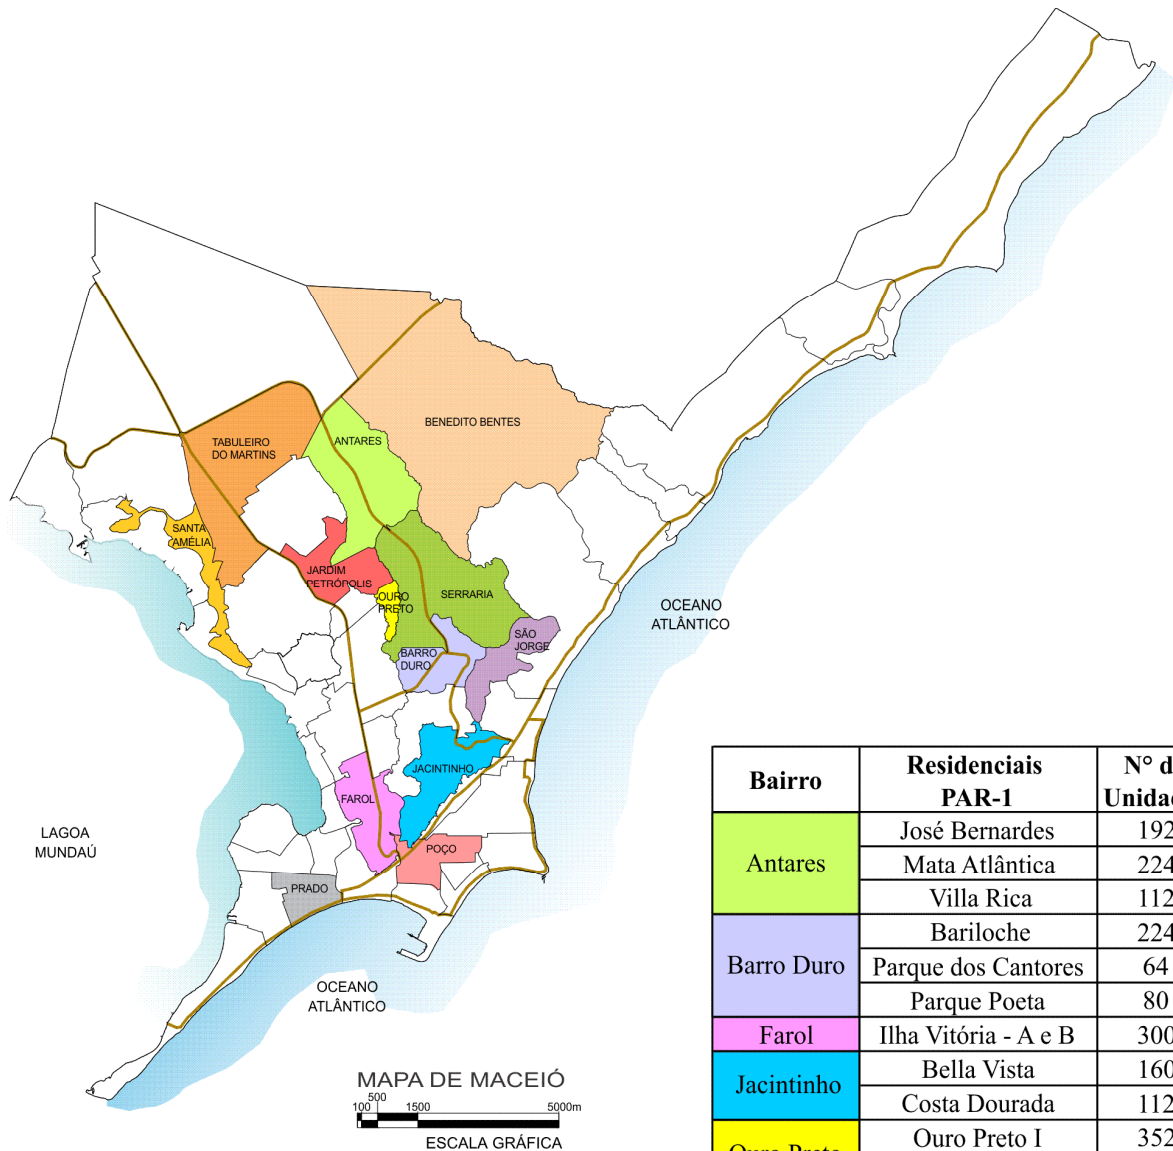 BENEDITO BENTES
TABULEIRO
DO MARTINS
ANTARES
SANTA
AMÉLIA
JARDIM
PETRÓPOLIS
OURO
PRETO
SERRARIA
SÃO
JORGE
BARRO
DURO
OCEANO
ATLÂNTICO
JACINTINHO
FAROL
POÇO
PRADO
LAGOA
MUNDAÚ
OCEANO
ATLÂNTICO
MAPA DE MACEIÓ
500
100 1500 5000m
ESCALA GRÁFICA
Bairro Residenciais PAR-1 N° d Unida
Antares José Bernardes 192
Mata Atlântica 224
Villa Rica 112
Barro Duro Bariloche 224
Parque dos Cantores 64
Parque Poeta 80
Farol Ilha Vitória - A e B 300
Jacintinho Bella Vista 160
Costa Dourada 112
Ouro Preto Ouro Preto I 352